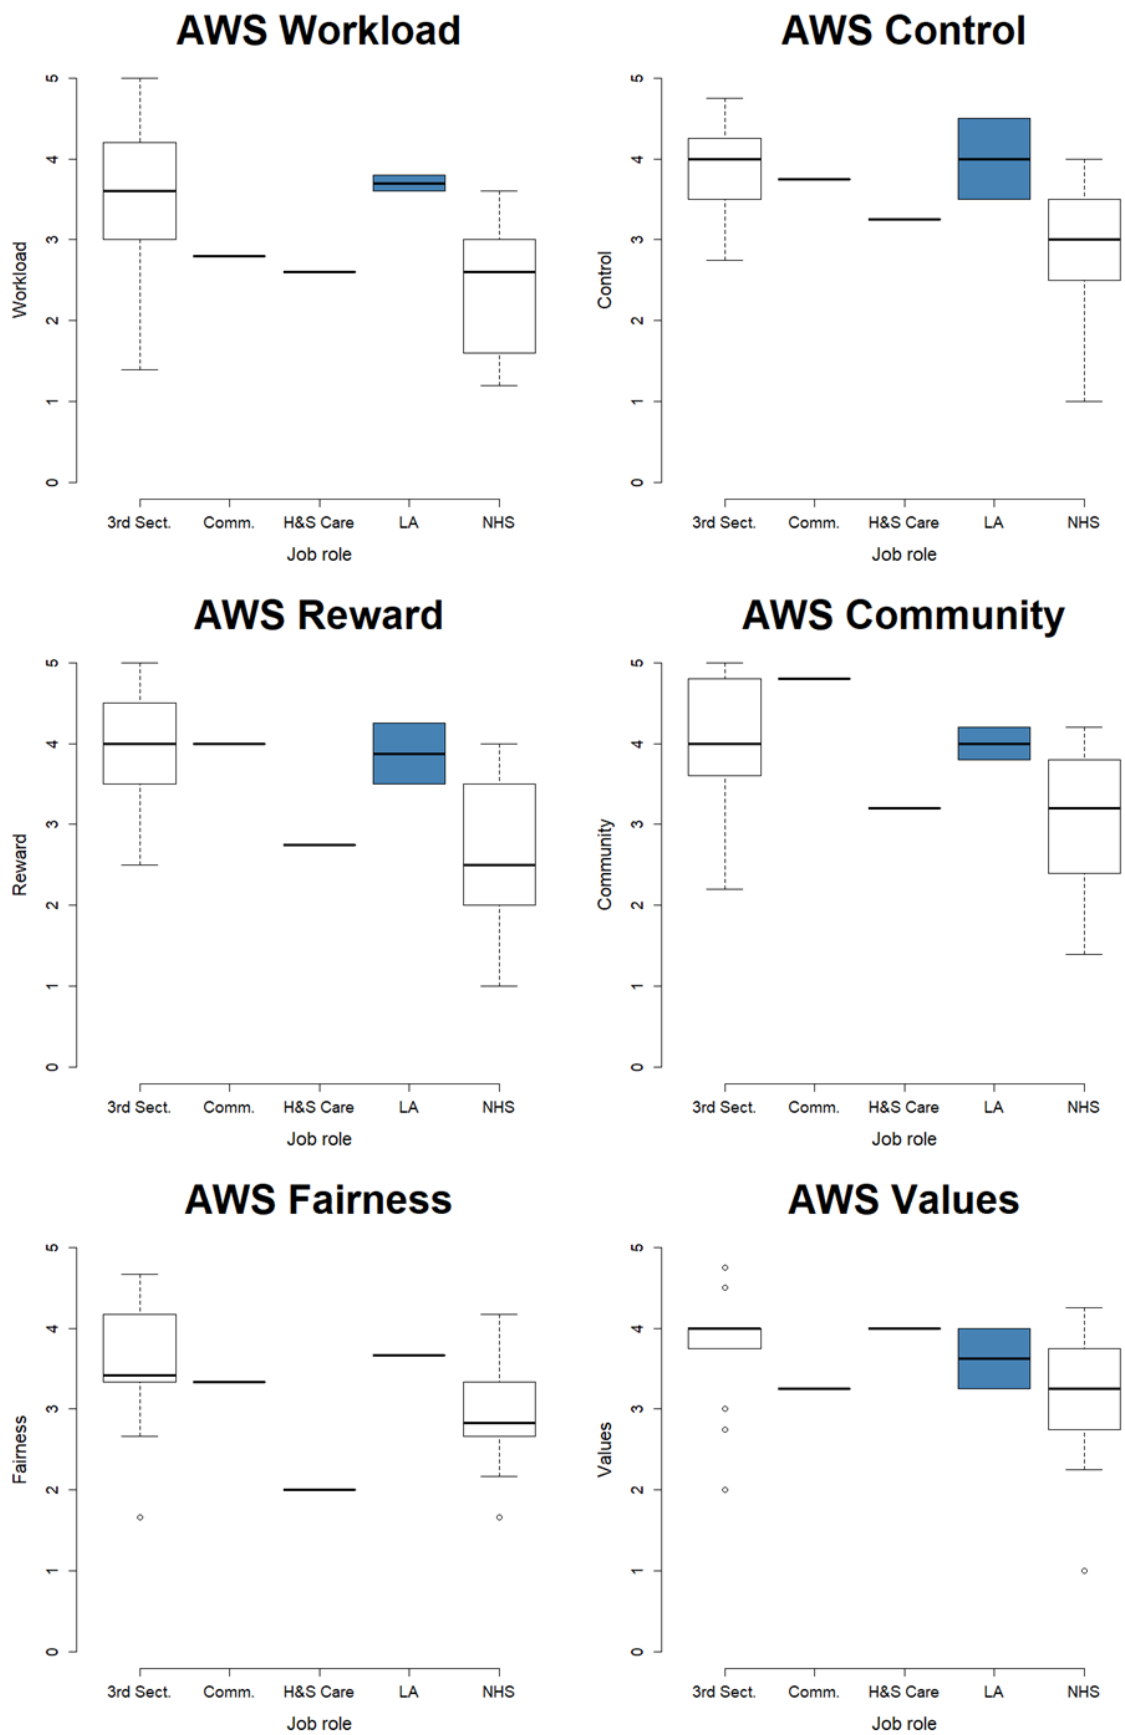 AWS Workload
5
4
3
2
1
0
Workload
3rd Sect. Comm. H&S Care LA NHS
Job role
AWS Control
5
4
3
2
1
0
Control
3rd Sect. Comm. H&S Care LA NHS
Job role
AWS Reward
5
4
3
2
1
0
Reward
3rd Sect. Comm. H&S Care LA NHS
Job role
AWS Community
5
4
3
2
1
0
Community
3rd Sect. Comm. H&S Care LA NHS
Job role
AWS Fairness
5
4
3
2
1
0
Fairness
3rd Sect. Comm. H&S Care LA NHS
Job role
AWS Values
5
4
3
2
1
0
Values
3rd Sect. Comm. H&S Care LA NHS
Job role